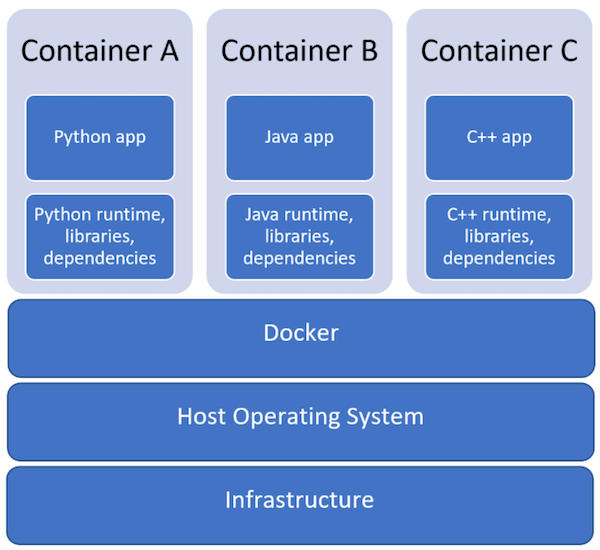 Container A
Python app
Python runtime,
libraries,
dependencies
Container B
Java app
Java runtime,
libraries,
dependencies
Container C
C++ app
C++ runtime,
libraries,
dependencies
Docker
Host Operating System
Infrastructure